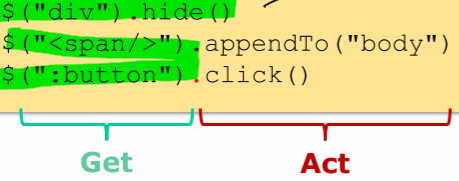 $("div").hide()
$("<span/>").appendTo("body")
$(":button").click()
Get Act